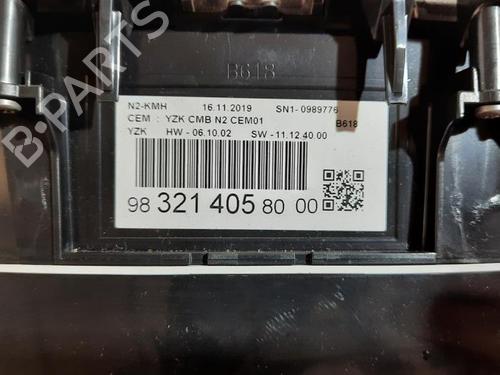 B618
N2-KMH 16.11.2019 SN1- 0989776
CEM : YZK CMB N2 CEM01 B618
YZK HW - 06.10.02 SW - 11.12.40.00
98 321 405 80 00
B-PARTS